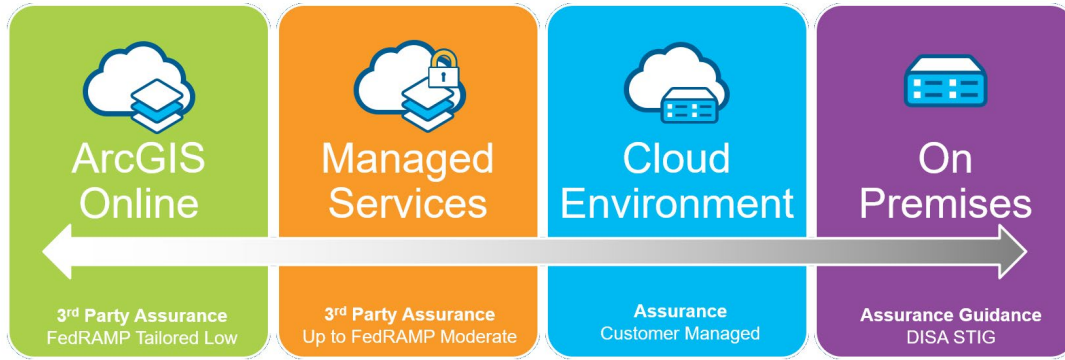 ArcGIS
Online
3rd Party Assurance
FedRAMP Tailored Low
Managed
Services
3rd Party Assurance
Up to FedRAMP Moderate
Cloud
Environment
Assurance
Customer Managed
On
Premises
Assurance Guidance
DISA STIG